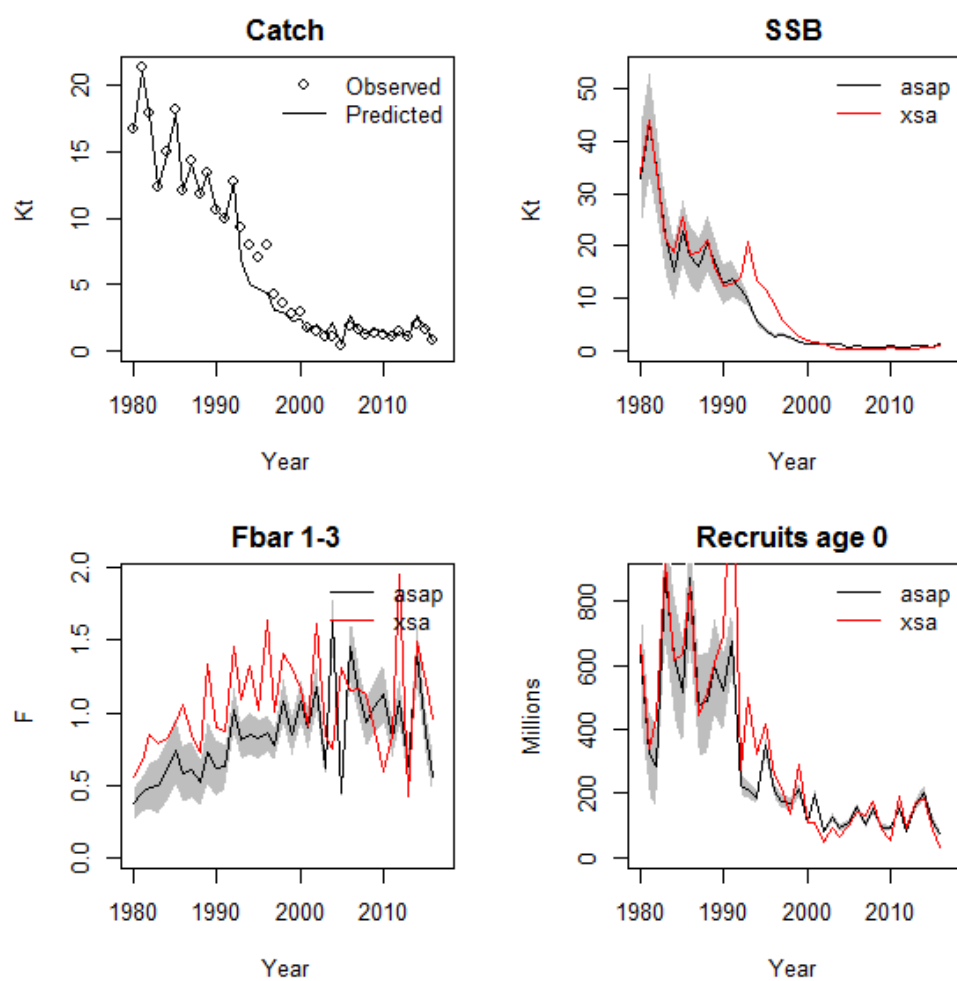 Catch
Kt
20
15
10
5
0
Observed
Predicted
1980 1990 2000 2010
Year
SSB
Kt
50
40
30
20
10
0
asap
xsa
1980 1990 2000 2010
Year
Fbar 1-3
F
2.0
1.5
1.0
0.5
0.0
asap
xsa
1980 1990 2000 2010
Year
Recruits age 0
Millions
800
600
400
200
0
asap
xsa
1980 1990 2000 2010
Year